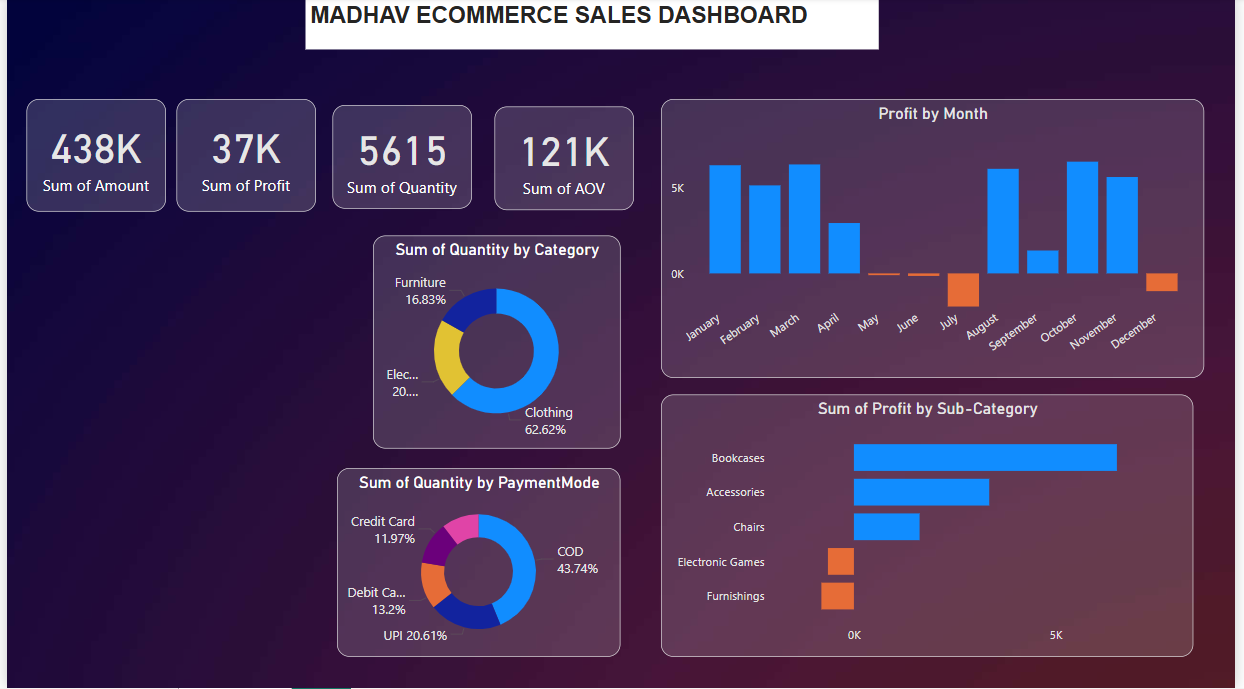 MADHAV ECOMMERCE SALES DASHBOARD
438K
Sum of Amount
37K
Sum of Profit
5615
Sum of Quantity
121K
Sum of AOV
Profit by Month
5K
0K
January
February
March
April
May
June
July
August
September
October
November
December
Sum of Quantity by Category
Furniture
16.83%
Elec...
20....
Clothing
62.62%
Sum of Quantity by PaymentMode
Credit Card
11.97%
COD
43.74%
Debit Ca...
13.2%
UPI 20.61%
Sum of Profit by Sub-Category
Bookcases
Accessories
Chairs
Electronic Games
Furnishings
0K
5K